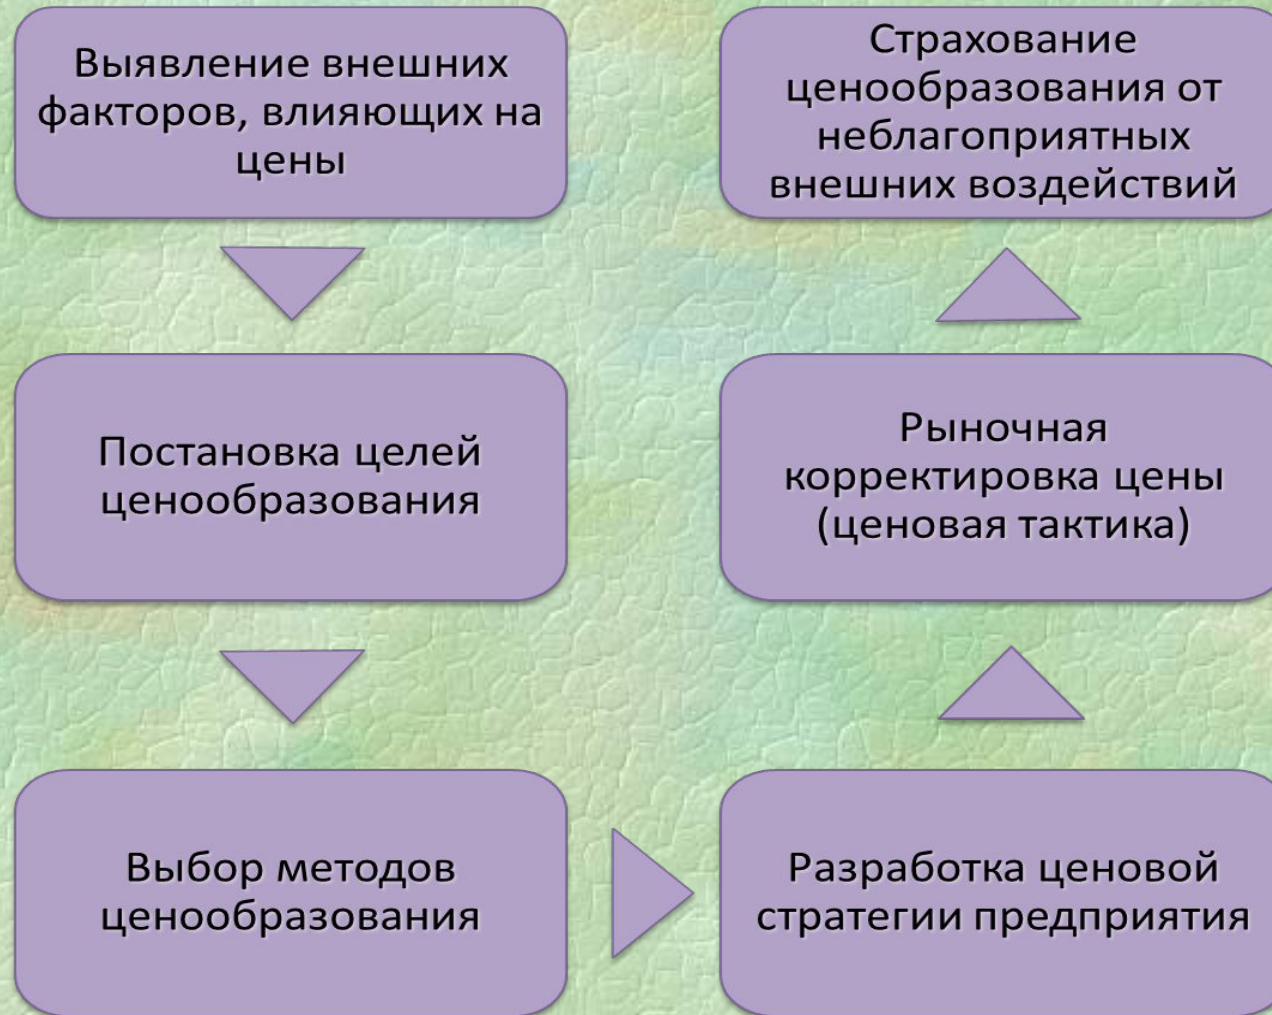 Выявление внешних
факторов, влияющих на
цены
Постановка целей
ценообразования
Выбор методов
ценообразования
Разработка ценовой
стратегии предприятия
Рыночная
корректировка цены
(ценовая тактика)
Страхование
ценообразования от
неблагоприятных
внешних воздействий